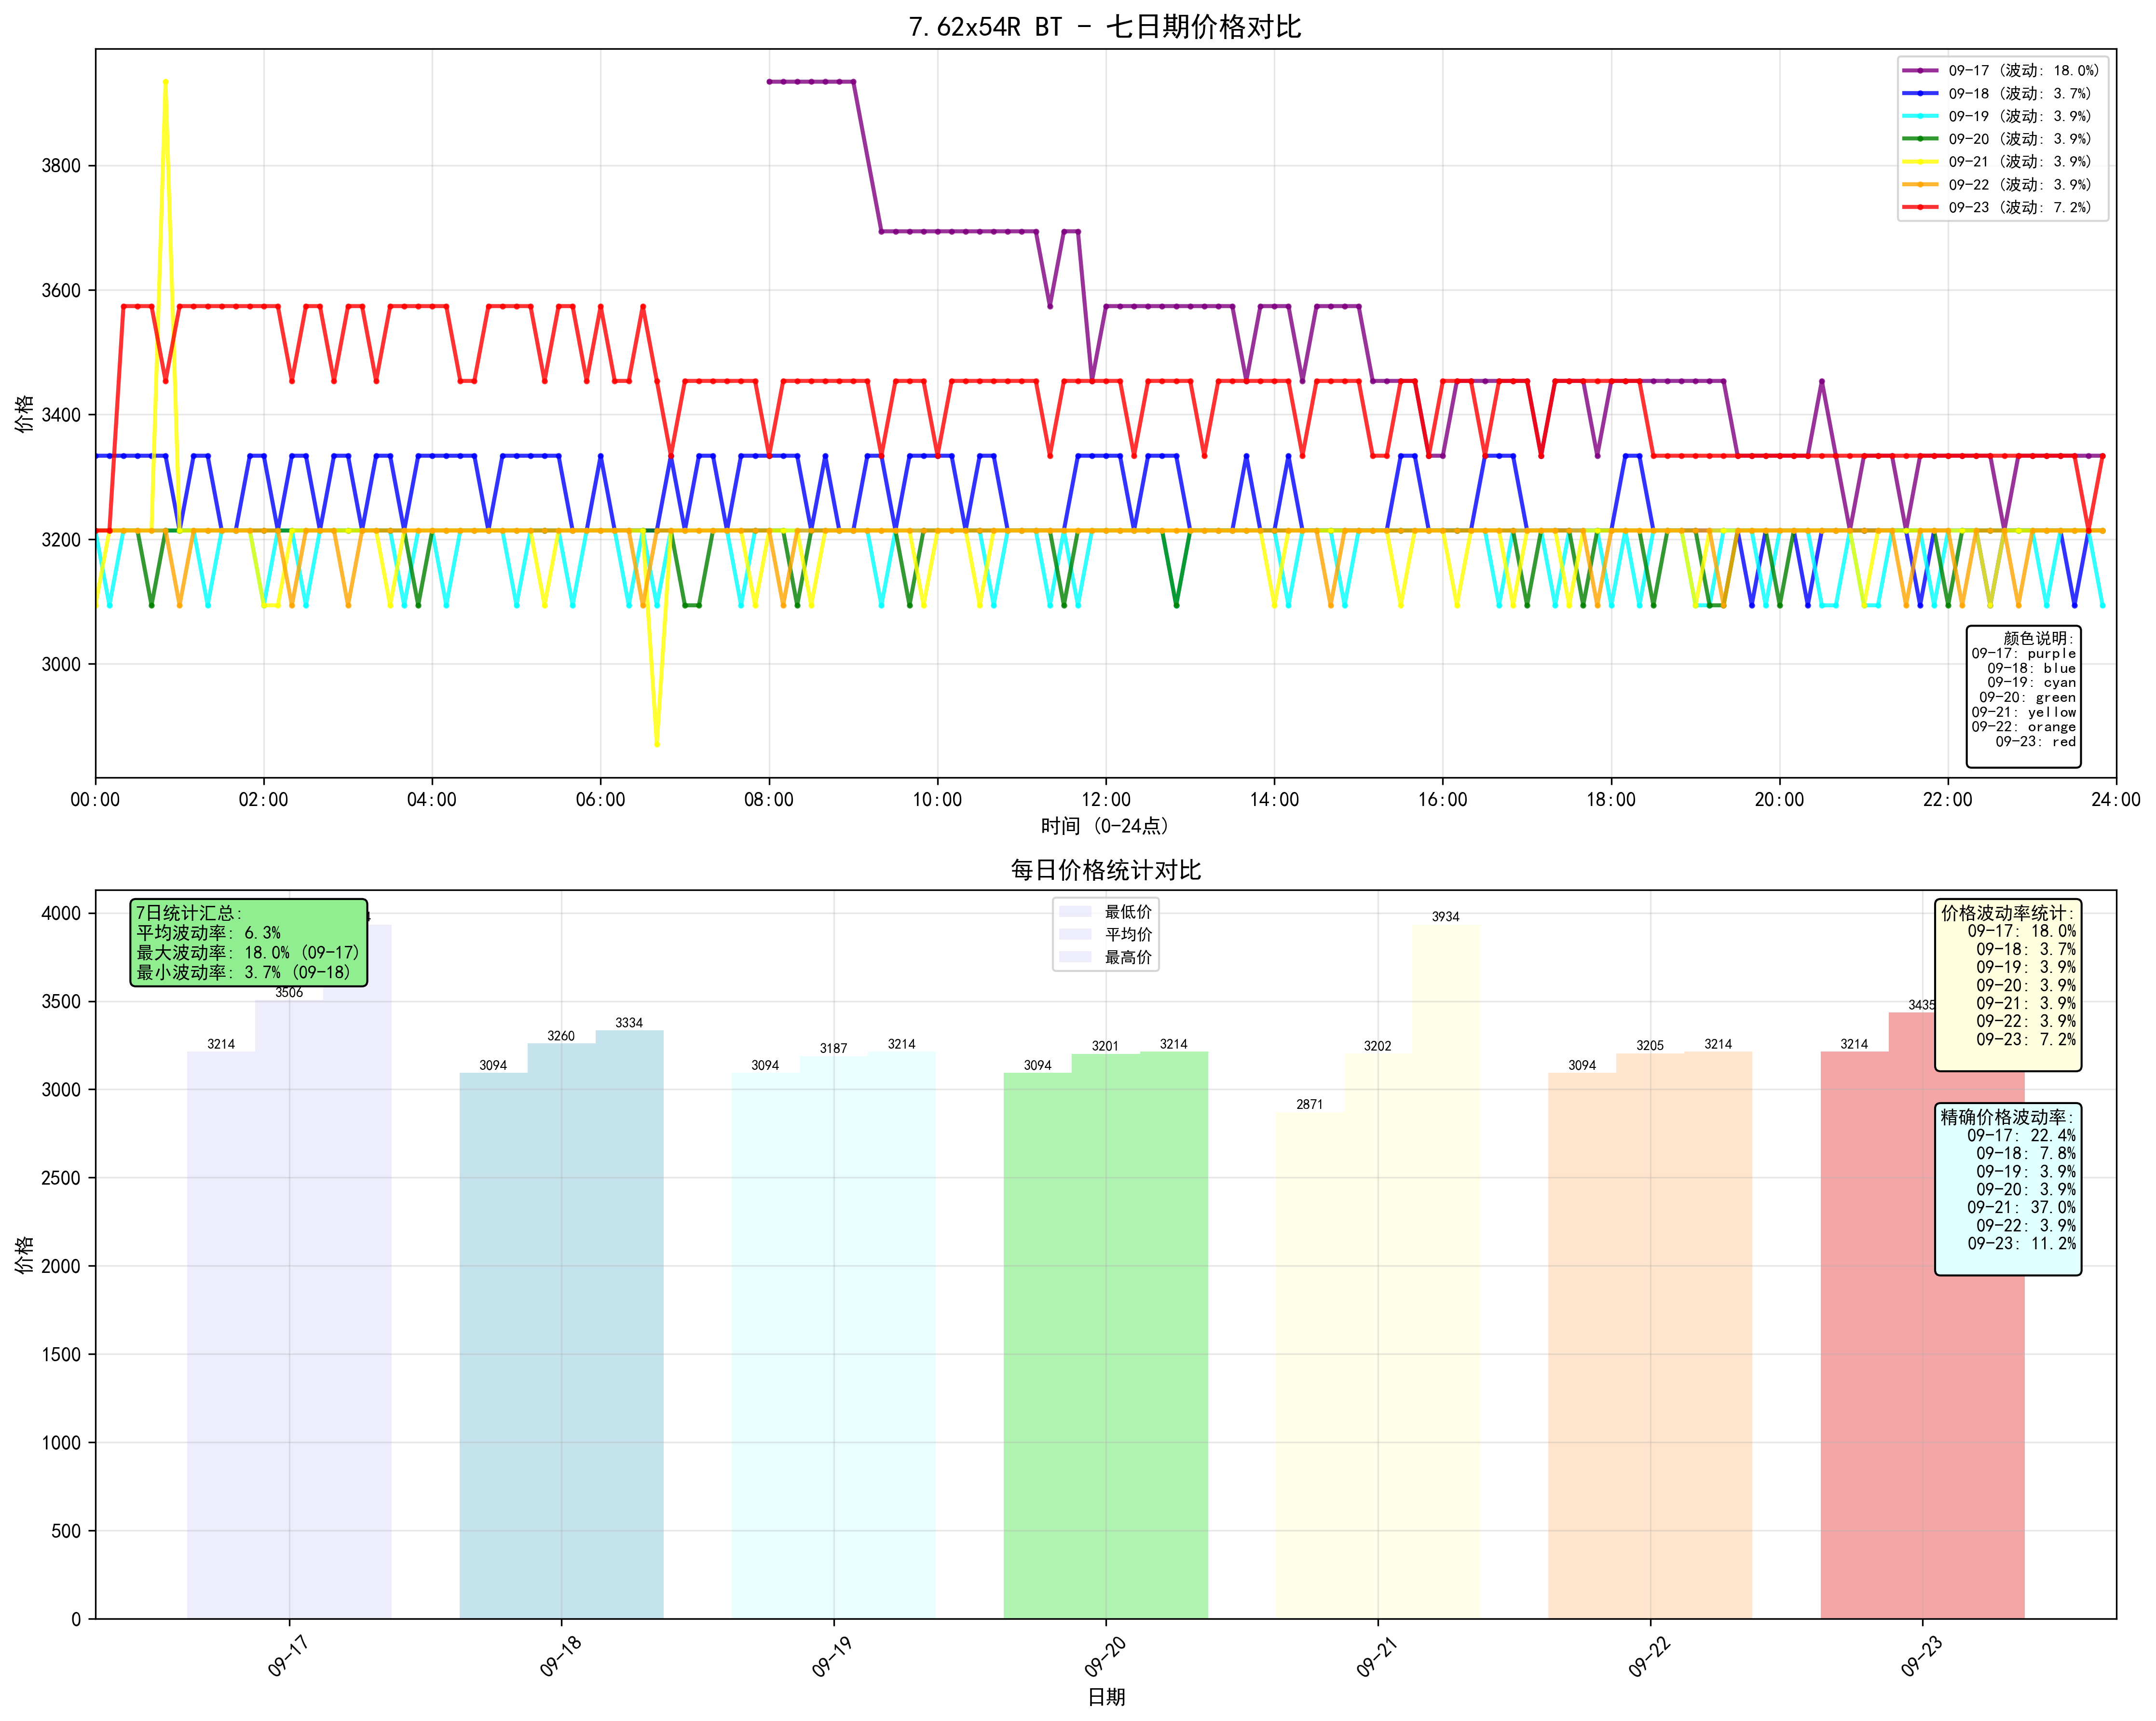 7.62x54R BT - 七日期价格对比
价格
3800
3600
3400
3200
3000
09-17 (波动: 18.0%)
09-18 (波动: 3.7%)
09-19 (波动: 3.9%)
09-20 (波动: 3.9%)
09-21 (波动: 3.9%)
09-22 (波动: 3.9%)
09-23 (波动: 7.2%)
颜色说明:
09-17: purple
09-18: blue
09-19: cyan
09-20: green
09-21: yellow
09-22: orange
09-23: red
00:00 02:00 04:00 06:00 08:00 10:00 12:00 14:00 16:00 18:00 20:00 22:00 24:00
时间 (0-24点)
每日价格统计对比
价格
4000
3500
3000
2500
2000
1500
1000
500
0
7日统计汇总:
平均波动率: 6.3%
最大波动率: 18.0% (09-17)
最小波动率: 3.7% (09-18)
最低价
平均价
最高价
价格波动率统计:
09-17: 18.0%
09-18: 3.7%
09-19: 3.9%
09-20: 3.9%
09-21: 3.9%
09-22: 3.9%
09-23: 7.2%
精确价格波动率:
09-17: 22.4%
09-18: 7.8%
09-19: 3.9%
09-20: 3.9%
09-21: 37.0%
09-22: 3.9%
09-23: 11.2%
3214 3506
3094 3260 3334
3094 3187 3214
3094 3201 3214
2871 3202 3934
3094 3205 3214
3214 3435
09-17 09-18 09-19 09-20 09-21 09-22 09-23
日期